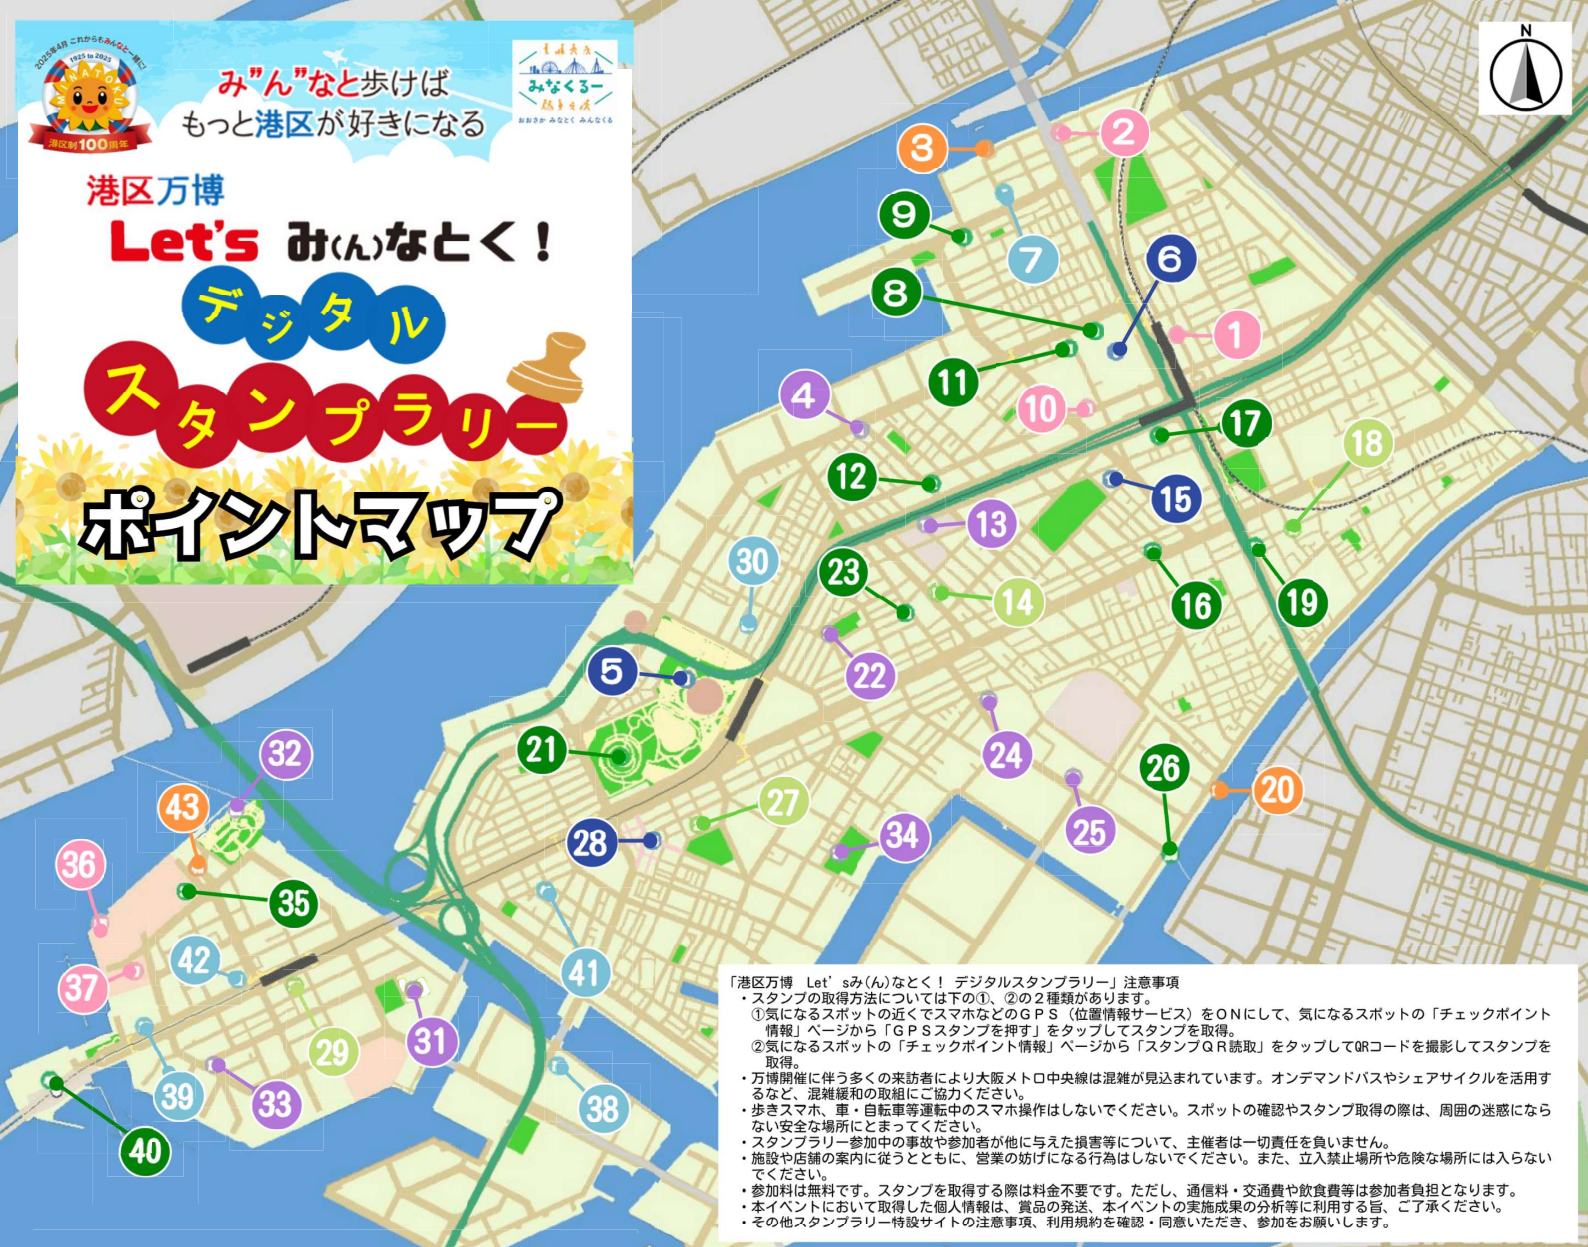 2025年4月 これからもみんなと一緒に!
1925 to 2025
MINATOKU
港区制100周年
み”ん”なと歩けば
もっと港区が好きになる
みなくるー
おおさか みなとく みんなくる
港区万博
Let's み(ん)なとく！
デジタル
スタンプラリー
ポイントマップ
N
2
3
9
7
6
8
1
11
4
10
17
18
12
15
13
30
23
14
16
19
5
22
21
24
32
26
20
43
27
25
28
34
36
35
42
41
37
29
31
39
33
38
40
「港区万博　Let’sみ(ん)なとく！ デジタルスタンプラリー」注意事項
・スタンプの取得方法については下の①、②の２種類があります。
①気になるスポットの近くでスマホなどのＧＰＳ（位置情報サービス）をＯＮにして、気になるスポットの「チェックポイント
情報」ページから「ＧＰＳスタンプを押す」をタップしてスタンプを取得。
②気になるスポットの「チェックポイント情報」ページから「スタンプＱＲ読取」をタップしてQRコードを撮影してスタンプを
取得。
・万博開催に伴う多くの来訪者により大阪メトロ中央線は混雑が見込まれています。オンデマンドバスやシェアサイクルを活用す
るなど、混雑緩和の取組にご協力ください。
・歩きスマホ、車・自転車等運転中のスマホ操作はしないでください。スポットの確認やスタンプ取得の際は、周囲の迷惑になら
ない安全な場所にとまってください。
・スタンプラリー参加中の事故や参加者が他に与えた損害等について、主催者は一切責任を負いません。
・施設や店舗の案内に従うとともに、営業の妨げになる行為はしないでください。また、立入禁止場所や危険な場所には入らない
でください。
・参加料は無料です。スタンプを取得する際は料金不要です。ただし、通信料・交通費や飲食費等は参加者負担となります。
・本イベントにおいて取得した個人情報は、賞品の発送、本イベントの実施成果の分析等に利用する旨、ご了承ください。
・その他スタンプラリー特設サイトの注意事項、利用規約を確認・同意いただき、参加をお願いします。